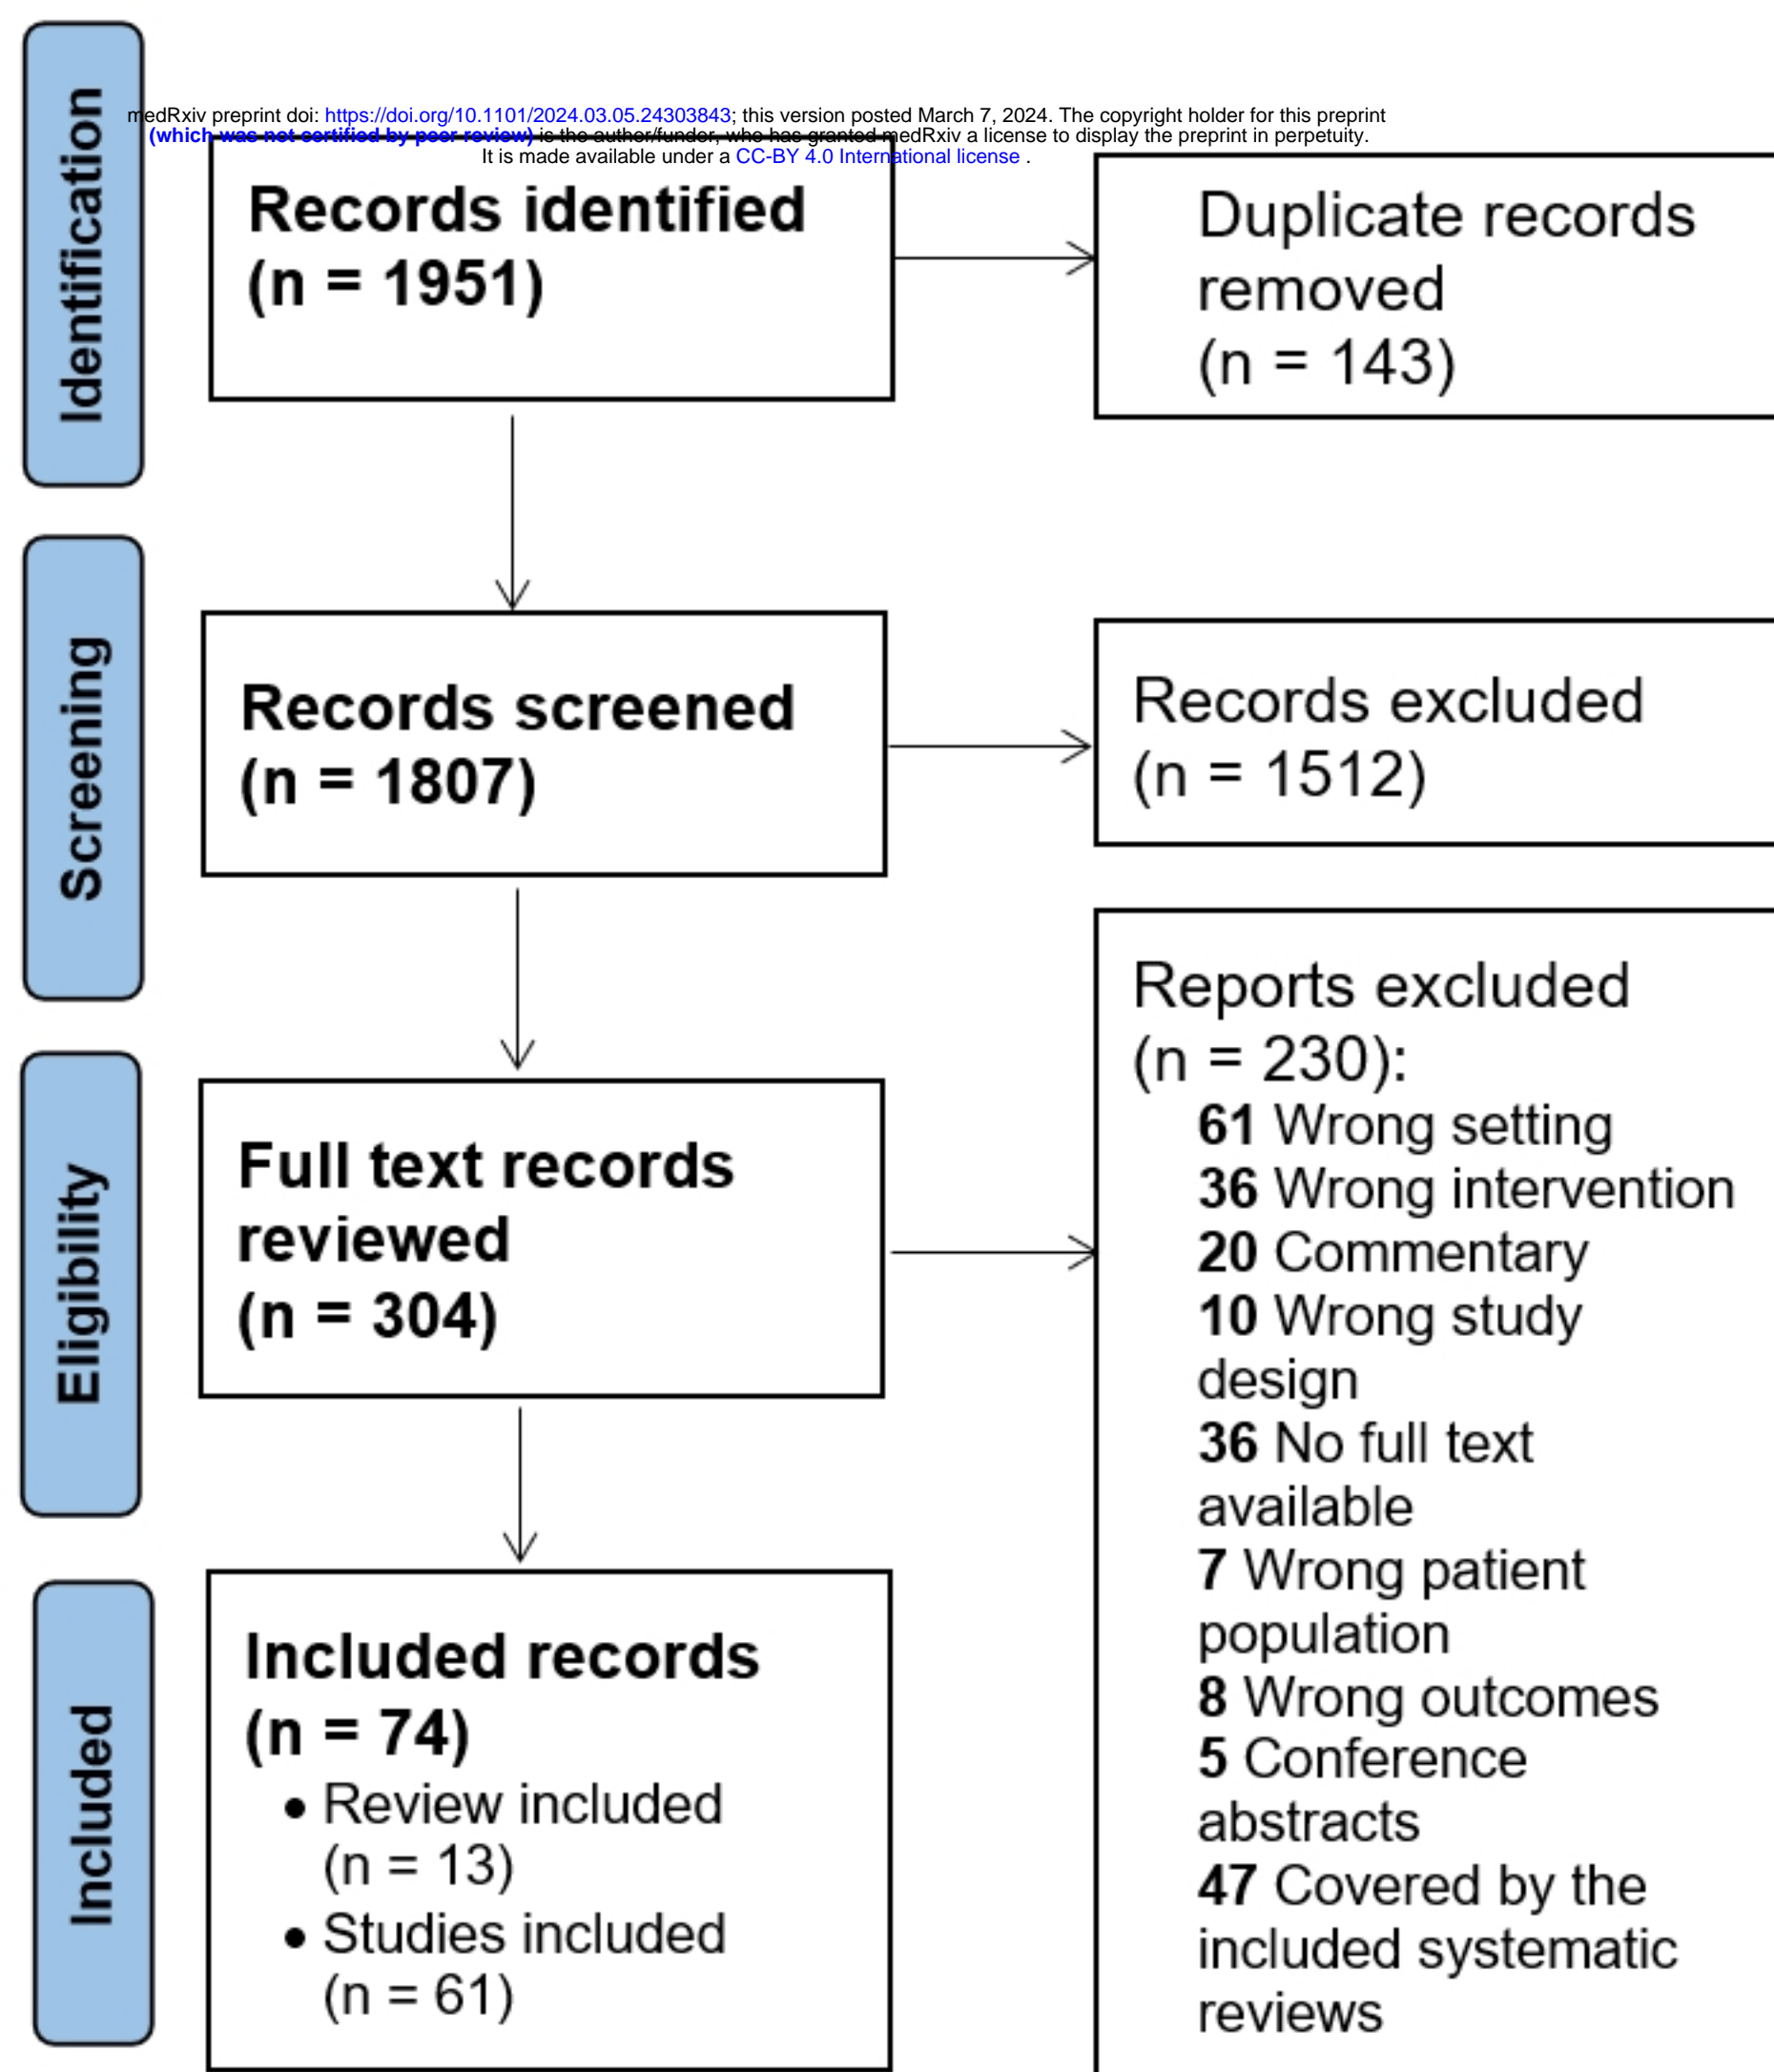 Identification
medRxiv preprint doi: https://doi.org/10.1101/2024.03.05.24303843; this version posted March 7, 2024. The copyright holder for this preprint
(which was not certified by peer review) is the author/funder, who has granted medRxiv a license to display the preprint in perpetuity.
It is made available under a CC-BY 4.0 International license .
Records identified
(n = 1951)
Duplicate records
removed
(n = 143)
Screening
Records screened
(n = 1807)
Records excluded
(n = 1512)
Eligibility
Full text records
reviewed
(n = 304)
Reports excluded
(n = 230):
61 Wrong setting
36 Wrong intervention
20 Commentary
10 Wrong study
design
36 No full text
available
7 Wrong patient
population
8 Wrong outcomes
5 Conference
abstracts
47 Covered by the
included systematic
reviews
Included
Included records
(n = 74)
• Review included
(n = 13)
• Studies included
(n = 61)